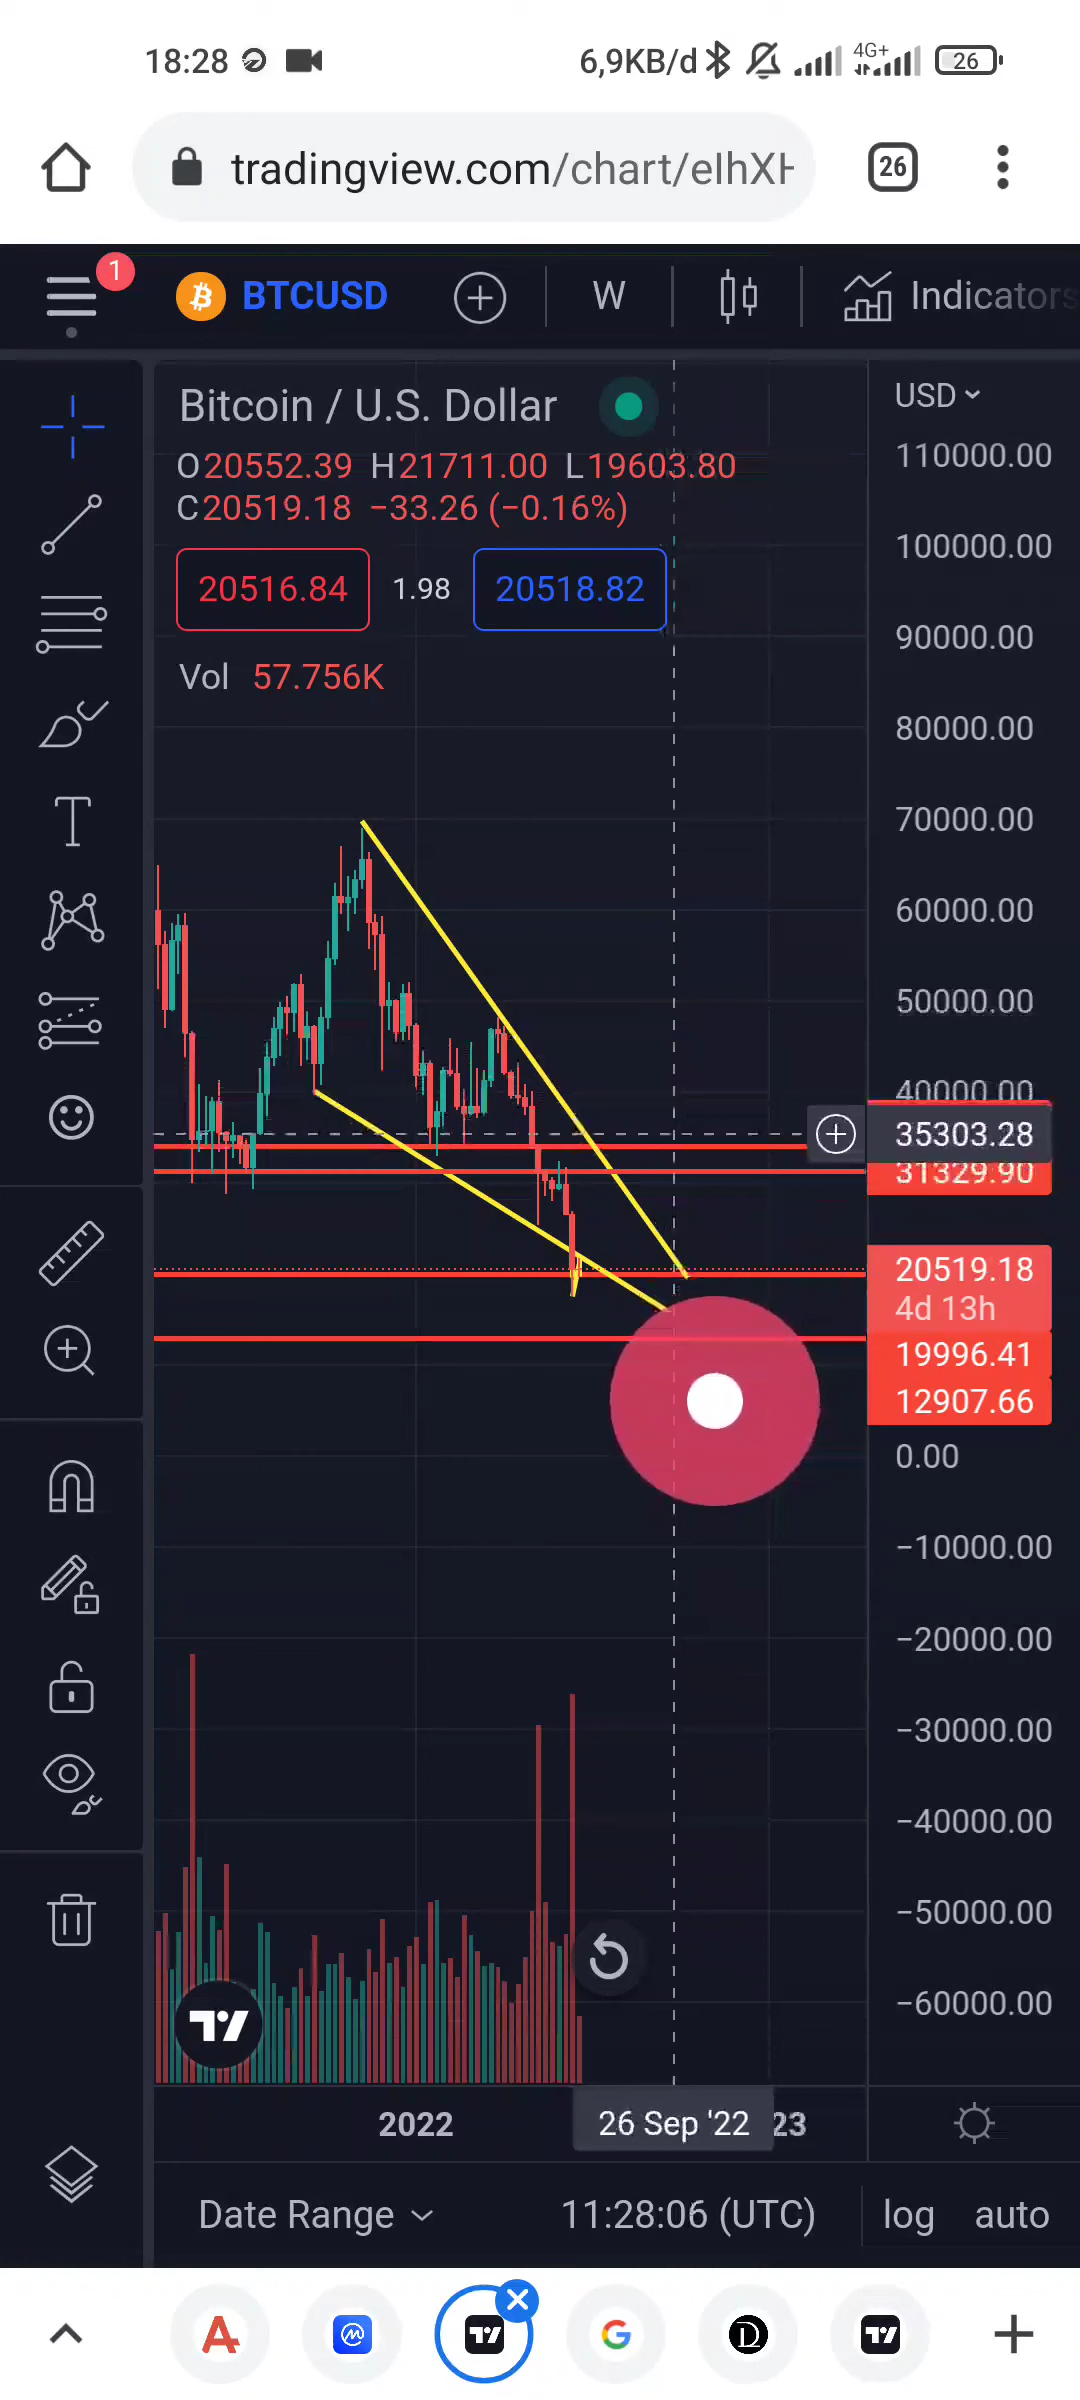 18:28 6,9KB/d 4G+ 26
tradingview.com/chart/eIhXH 26
1 BTCUSD W Indicators
Bitcoin / U.S. Dollar USD
O20552.39 H21711.00 L19603.80
C20519.18 −33.26 (−0.16%)
20516.84 1.98 20518.82
Vol 57.756K
110000.00
100000.00
90000.00
80000.00
70000.00
60000.00
50000.00
40000.00
35303.28
31329.90
20519.18
4d 13h
19996.41
12907.66
0.00
−10000.00
−20000.00
−30000.00
−40000.00
−50000.00
−60000.00
2022 26 Sep '22 23
Date Range 11:28:06 (UTC) log auto